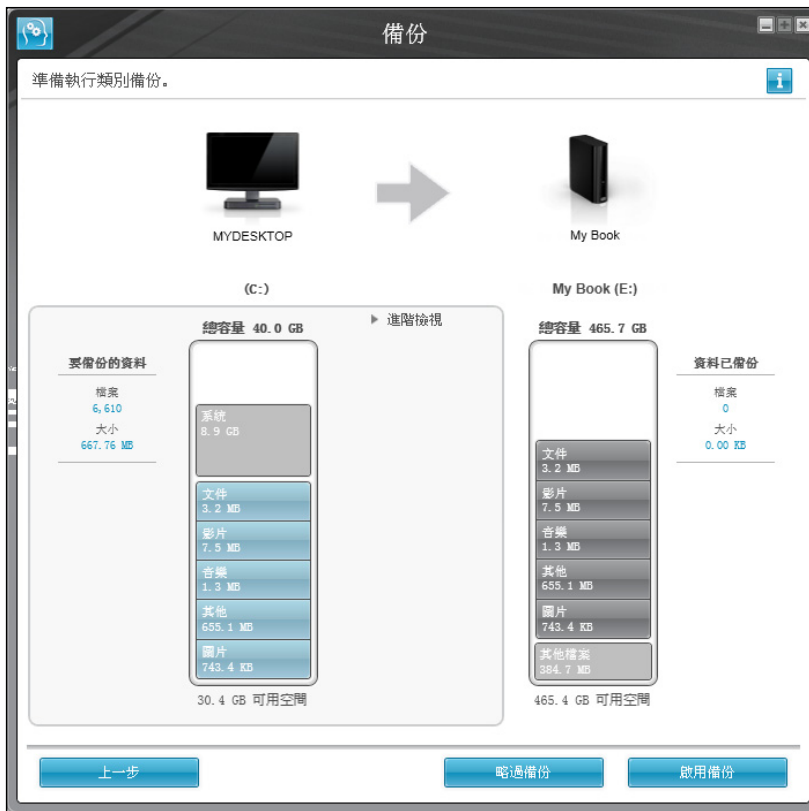 備份
準備執行類別備份。
MYDESKTOP
My Book
(C:)
My Book (E:)
總容量 40.0 GB
進階檢視
要備份的資料
檔案
6,610
大小
667.76 MB
系統
8.9 GB
文件
3.2 MB
影片
7.5 MB
音樂
1.3 MB
其他
655.1 MB
圖片
743.4 KB
30.4 GB 可用空間
總容量 465.7 GB
文件
3.2 MB
影片
7.5 MB
音樂
1.3 MB
其他
655.1 MB
圖片
743.4 KB
其他檔案
384.7 MB
465.4 GB 可用空間
資料已備份
檔案
0
大小
0.00 KB
上一步
略過備份
啟用備份